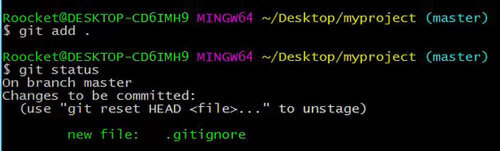 Roocket@DESKTOP-CD6IMH9 MINGW64 ~/Desktop/myproject (master)
$ git add .
Roocket@DESKTOP-CD6IMH9 MINGW64 ~/Desktop/myproject (master)
$ git status
On branch master
Changes to be committed:
  (use "git reset HEAD <file>..." to unstage)
        new file:   .gitignore